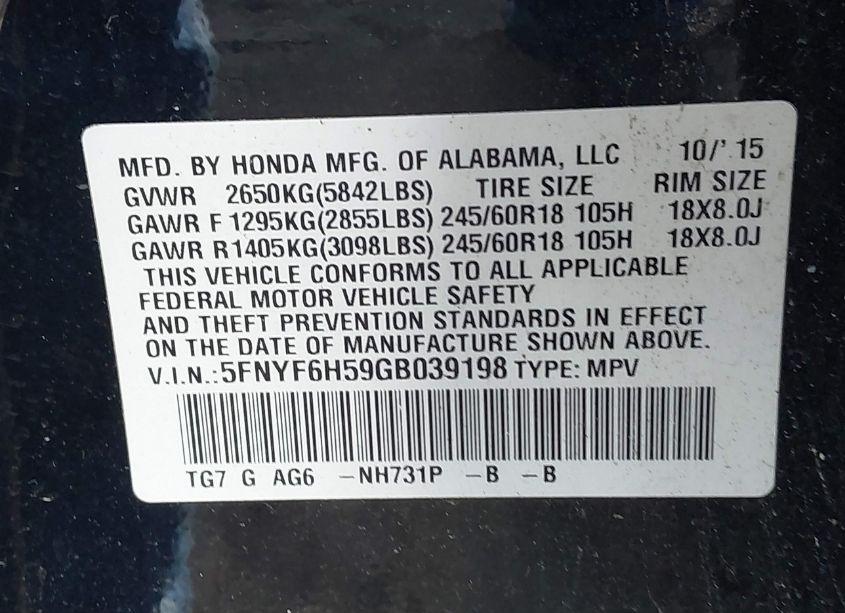 MFD. BY HONDA MFG. OF ALABAMA, LLC 10/' 15
GVWR 2650KG(5842LBS) TIRE SIZE RIM SIZE
GAWR F 1295KG(2855LBS) 245/60R18 105H 18X8.0J
GAWR R1405KG(3098LBS) 245/60R18 105H 18X8.0J
THIS VEHICLE CONFORMS TO ALL APPLICABLE
FEDERAL MOTOR VEHICLE SAFETY
AND THEFT PREVENTION STANDARDS IN EFFECT
ON THE DATE OF MANUFACTURE SHOWN ABOVE.
V.I.N.:5FNYF6H59GB039198 TYPE: MPV
TG7 G AG6 -NH731P -B -B